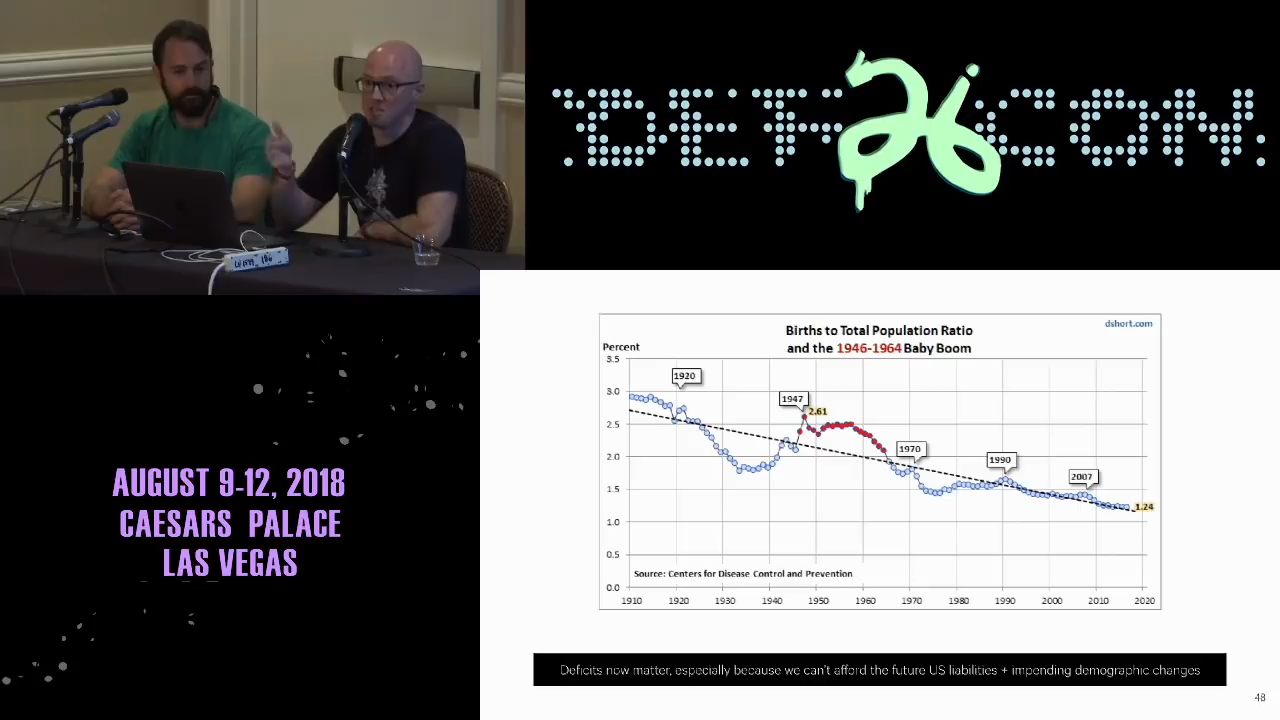 DEF 26 CON
AUGUST 9-12, 2018
CAESARS PALACE
LAS VEGAS
dshort.com
Births to Total Population Ratio
and the 1946-1964 Baby Boom
Percent
3.5
3.0
2.5
2.0
1.5
1.0
0.5
0.0
1920
1947
2.61
1970
1990
2007
1.24
Source: Centers for Disease Control and Prevention
1910 1920 1930 1940 1950 1960 1970 1980 1990 2000 2010 2020
Deficits now matter, especially because we can't afford the future US liabilities + impending demographic changes
48